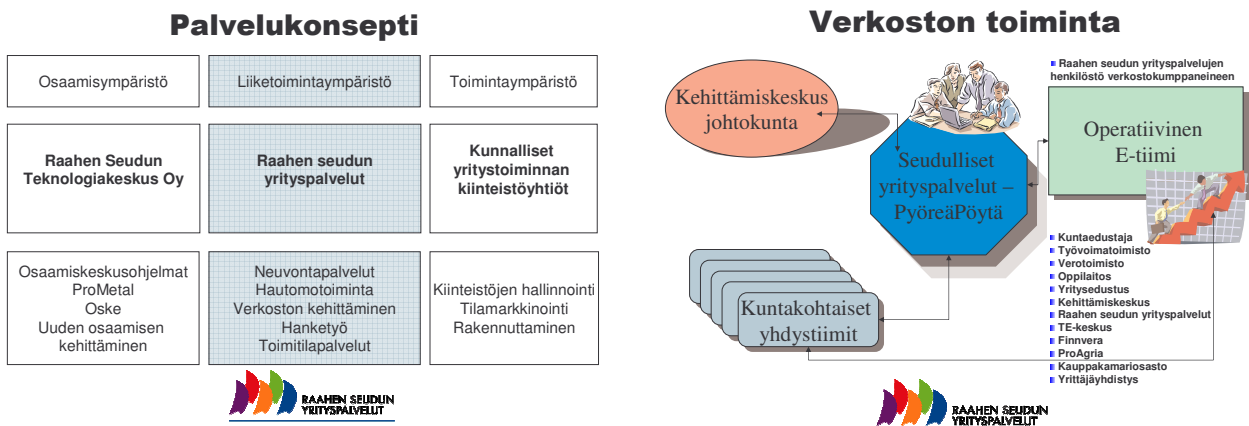 Palvelukonsepti
Osaamisympäristö
Liiketoimintaympäristö
Toimintaympäristö
Raahen Seudun
Teknologiakeskus Oy
Raahen seudun
yrityspalvelut
Kunnalliset
yritystoiminnan
kiinteistöyhtiöt
Osaamiskeskusohjelmat
ProMetal
Oske
Uuden osaamisen
kehittäminen
Neuvontapalvelut
Hautomotoiminta
Verkoston kehittäminen
Hanketyö
Toimitilapalvelut
Kiinteistöjen hallinnointi
Tilamarkkinointi
Rakennuttaminen
RAAHEN SEUDUN
YRITYSPALVELUT
Verkoston toiminta
Raahen seudun yrityspalvelujen
henkilöstö verkostokumppaneineen
Kehittämiskeskus
johtokunta
Operatiivinen
E-tiimi
Seudulliset
yrityspalvelut –
PyöreäPöytä
Kuntakohtaiset
yhdystiimit
Kuntaedustaja
Työvoimatoimisto
Verotoimisto
Oppilaitos
Yritysedustus
Kehittämiskeskus
Raahen seudun yrityspalvelut
TE-keskus
Finnvera
ProAgria
Kauppakamariosasto
Yrittäjäyhdistys
RAAHEN SEUDUN
YRITYSPALVELUT